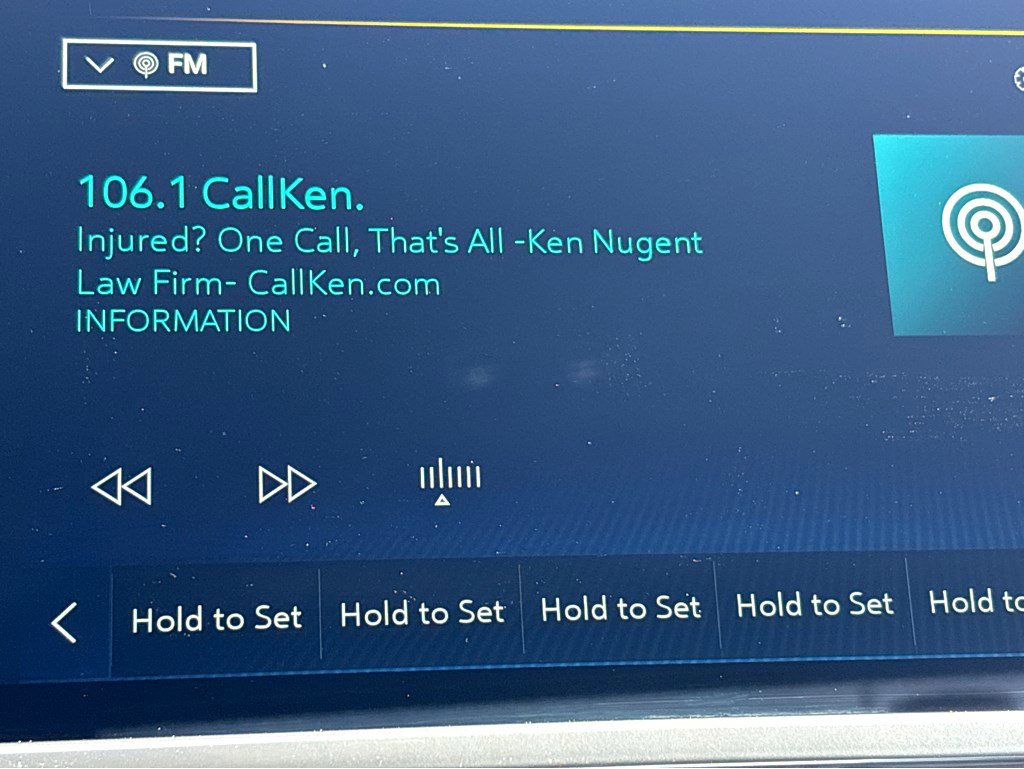 FM
106.1 CallKen.
Injured? One Call, That's All -Ken Nugent
Law Firm- CallKen.com
INFORMATION
Hold to Set Hold to Set Hold to Set Hold to Set Hold